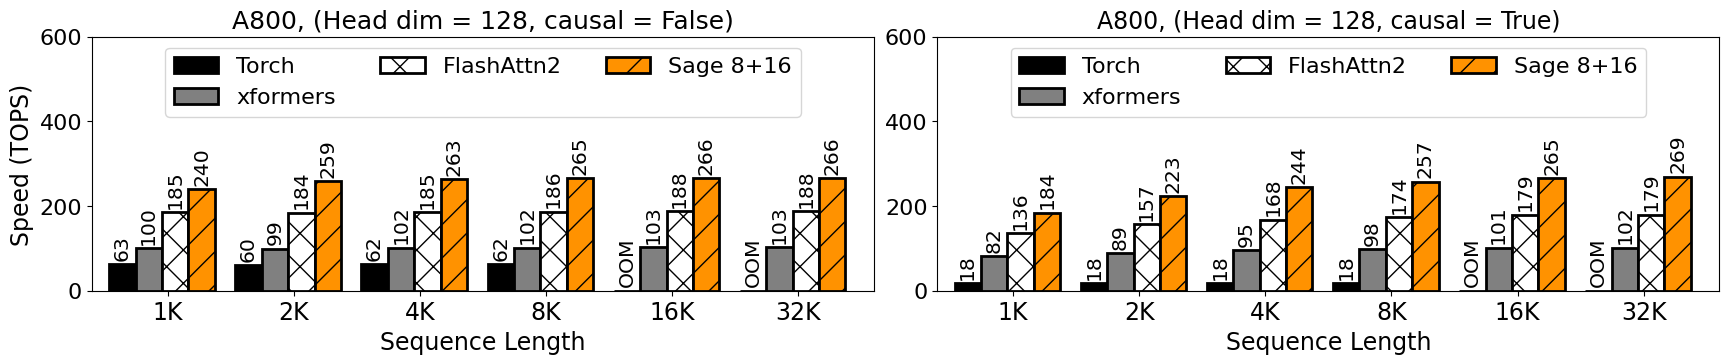 A800, (Head dim = 128, causal = False)
Speed (TOPS)
600
400
200
0
Torch
FlashAttn2
Sage 8+16
xformers
63 100 185 240
60 99 184 259
62 102 185 263
62 102 186 265
OOM 103 188 266
OOM 103 188 266
1K 2K 4K 8K 16K 32K
Sequence Length
A800, (Head dim = 128, causal = True)
600
400
200
0
Torch
FlashAttn2
Sage 8+16
xformers
18 82 136 184
18 89 157 223
18 95 168 244
18 98 174 257
OOM 101 179 265
OOM 102 179 269
1K 2K 4K 8K 16K 32K
Sequence Length